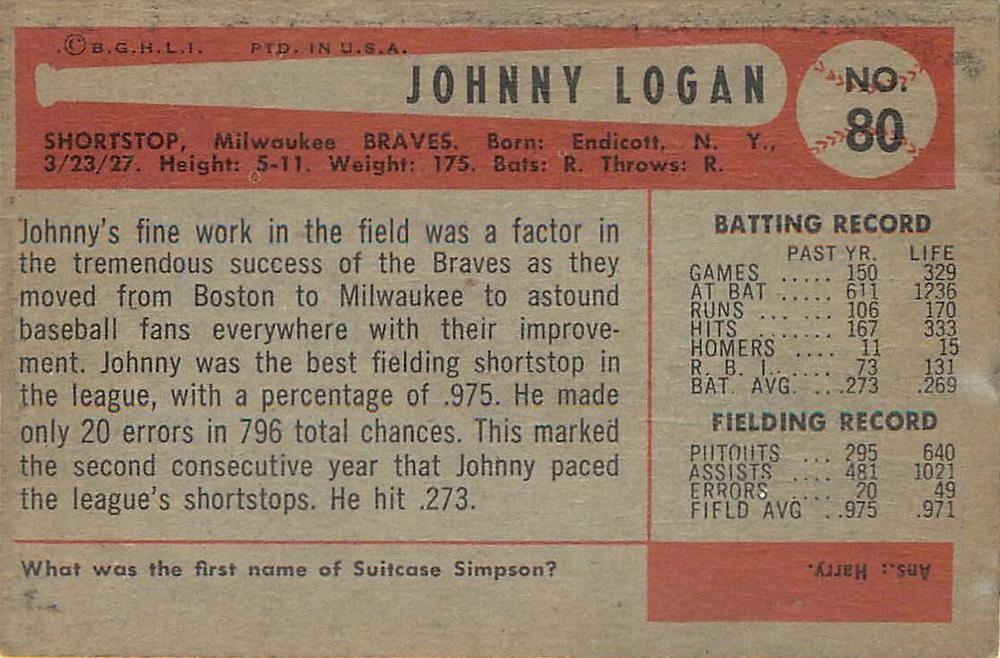 © B.G.H.L.I. PTD. IN U.S.A.
JOHNNY LOGAN
NO. 80
SHORTSTOP, Milwaukee BRAVES. Born: Endicott, N. Y.,
3/23/27. Height: 5-11. Weight: 175. Bats: R. Throws: R.
Johnny's fine work in the field was a factor in
the tremendous success of the Braves as they
moved from Boston to Milwaukee to astound
baseball fans everywhere with their improve-
ment. Johnny was the best fielding shortstop in
the league, with a percentage of .975. He made
only 20 errors in 796 total chances. This marked
the second consecutive year that Johnny paced
the league's shortstops. He hit .273.
BATTING RECORD
PAST YR. LIFE
GAMES ..... 150 329
AT BAT ..... 611 1236
RUNS ... ... 106 170
HITS ....... 167 333
HOMERS .... 11 15
R. B. I....... 73 131
BAT. AVG. ...273 .269
FIELDING RECORD
PUTOUTS ... 295 640
ASSISTS .... 481 1021
ERRORS .... 20 49
FIELD AVG ..975 .971
What was the first name of Suitcase Simpson?
Ans.: Harry.